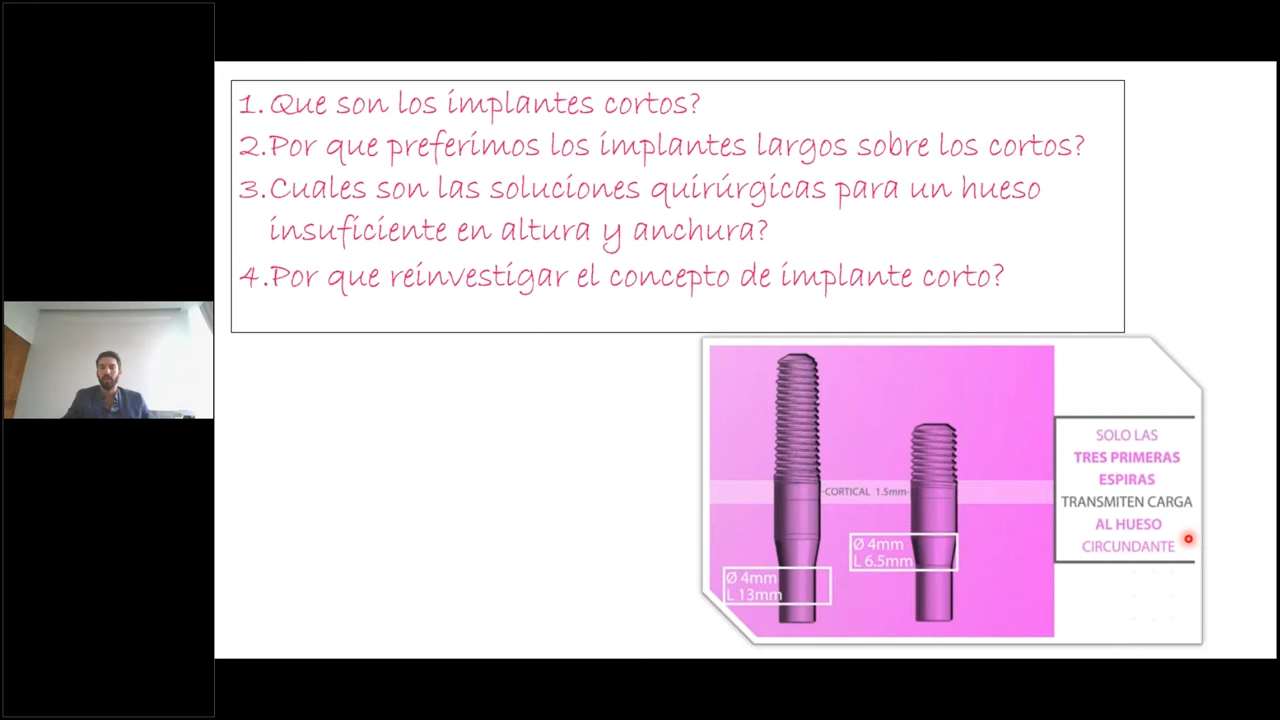 1. Que son los implantes cortos?
2. Por que preferimos los implantes largos sobre los cortos?
3. Cuales son las soluciones quirúrgicas para un hueso
insuficiente en altura y anchura?
4. Por que reinvestigar el concepto de implante corto?
CORTICAL 1.5mm
Ø 4mm
L 13mm
Ø 4mm
L 6.5mm
SOLO LAS
TRES PRIMERAS
ESPIRAS
TRANSMITEN CARGA
AL HUESO
CIRCUNDANTE